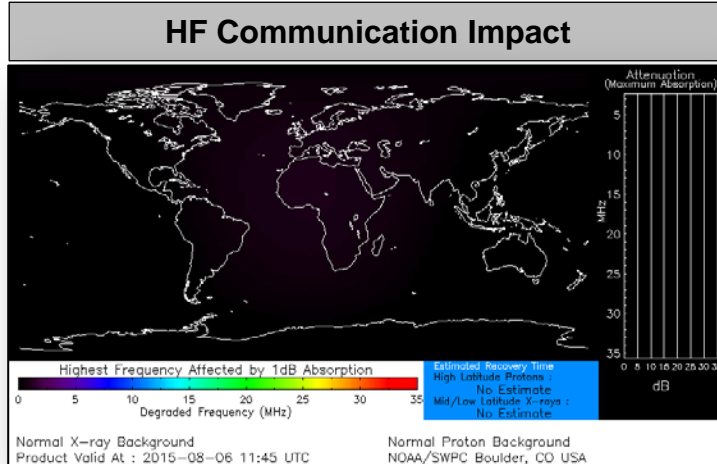 HF Communication Impact
Attenuation
(Maximum Absorption)
5
10
15
20
25
30
35
MHz
0 5 10 15 20 25 30
dB
Highest Frequency Affected by 1dB Absorption
0 5 10 15 20 25 30 35
Degraded Frequency (MHz)
Estimated Recovery Time
High Latitude Protons :
No Estimate
Mid/Low Latitude X-rays :
No Estimate
Normal X-ray Background
Product Valid At : 2015-08-06 11:45 UTC
Normal Proton Background
NOAA/SWPC Boulder, CO USA